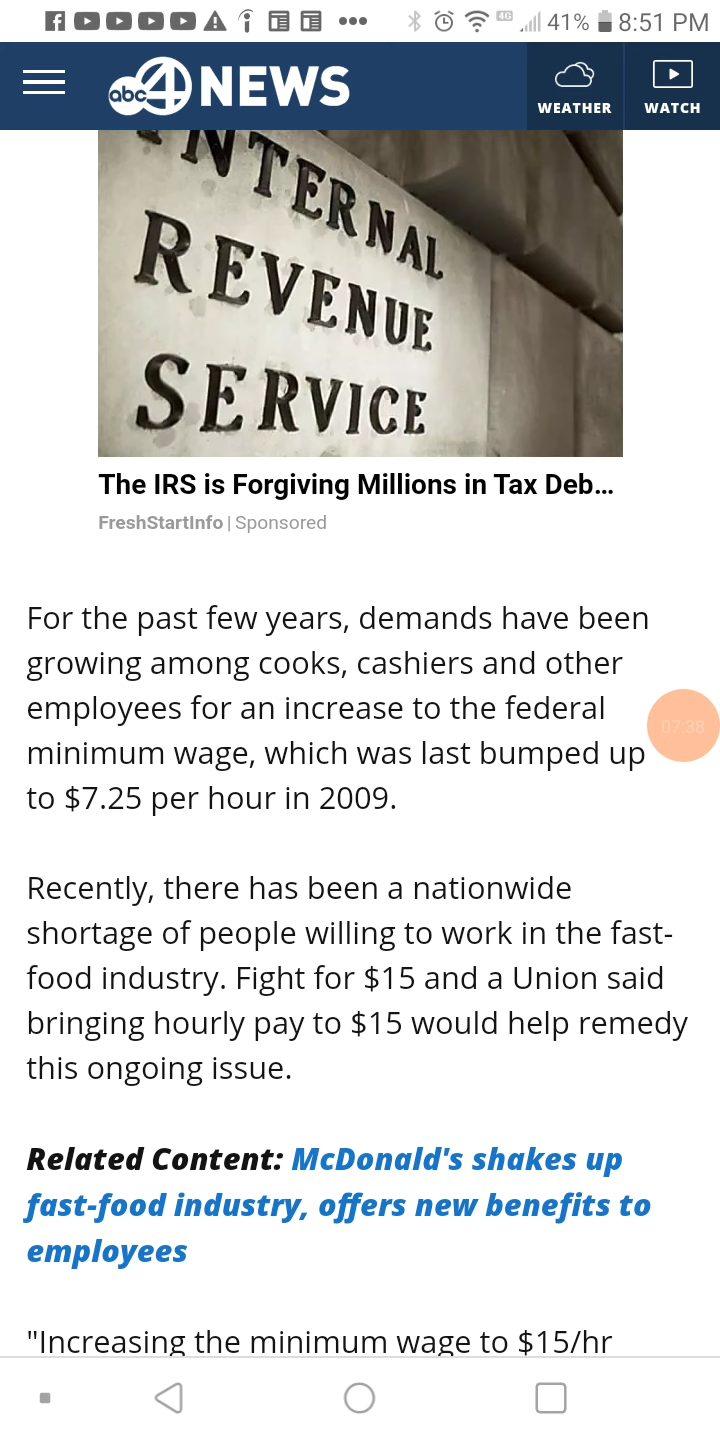 41% 8:51 PM
4G
abc 4 NEWS
WEATHER
WATCH
INTERNAL
REVENUE
SERVICE
The IRS is Forgiving Millions in Tax Deb...
FreshStartInfo | Sponsored
For the past few years, demands have been
growing among cooks, cashiers and other
employees for an increase to the federal
07:38
minimum wage, which was last bumped up
to $7.25 per hour in 2009.
Recently, there has been a nationwide
shortage of people willing to work in the fast-
food industry. Fight for $15 and a Union said
bringing hourly pay to $15 would help remedy
this ongoing issue.
Related Content: McDonald's shakes up
fast-food industry, offers new benefits to
employees
"Increasing the minimum wage to $15/hr